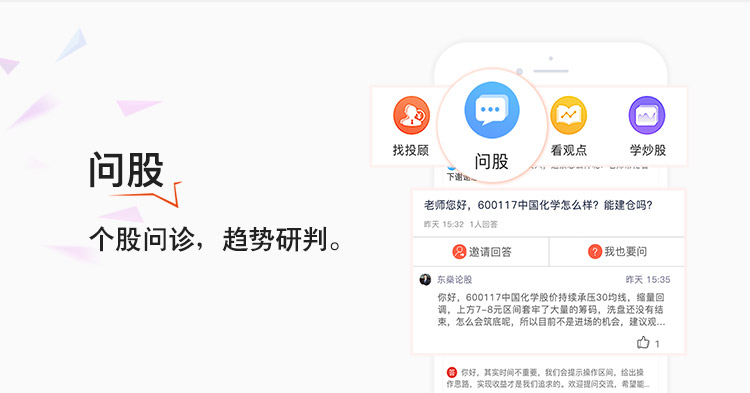 找投顾
问股
看观点
学炒股
下谢谢
问股
个股问诊，趋势研判。
老师您好，600117中国化学怎么样？能建仓吗?
昨天 15:32 1人回答
邀请回答
我也要问
东燊论股
昨天 15:35
你好，600117中国化学股价持续承压30均线，缩量回
调，上方7-8元区间套牢了大量的筹码，洗盘还没有结
束，怎么会筑底呢，所以目前不是进场的机会，建议观...
1
答 你好，其实时间不重要，我们会提示操作区间，给出操
作思路，实现收益才是我们追求的。欢迎提问交流，希望能...